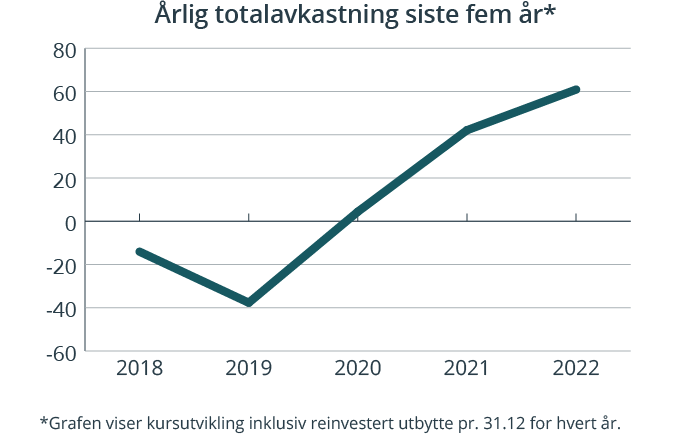 Årlig totalavkastning siste fem år*
80
60
40
20
0
-20
-40
-60
2018 2019 2020 2021 2022
*Grafen viser kursutvikling inklusiv reinvestert utbytte pr. 31.12 for hvert år.